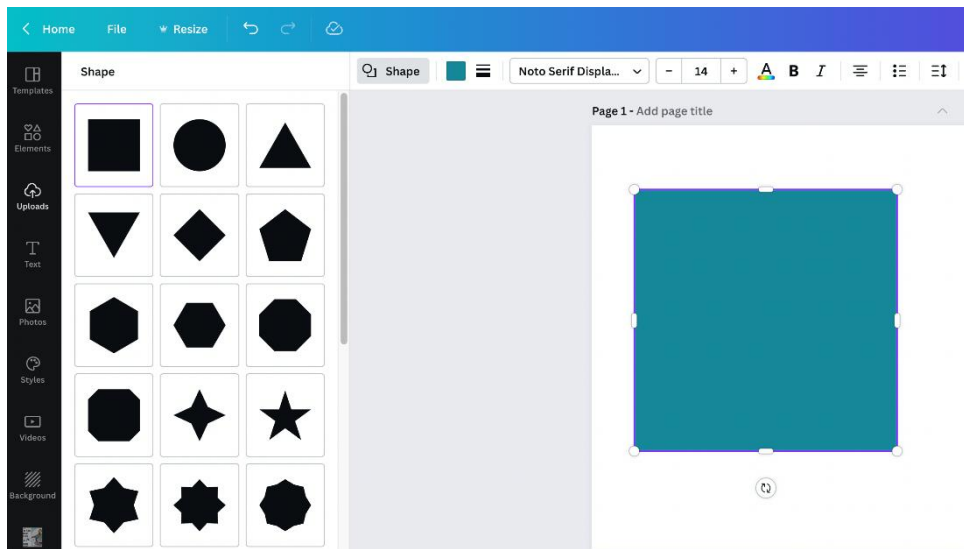 Home File Resize
Templates
Elements
Uploads
Text
Photos
Styles
Videos
Background
Shape
Shape Noto Serif Displa... - 14 + A B I
Page 1 - Add page title